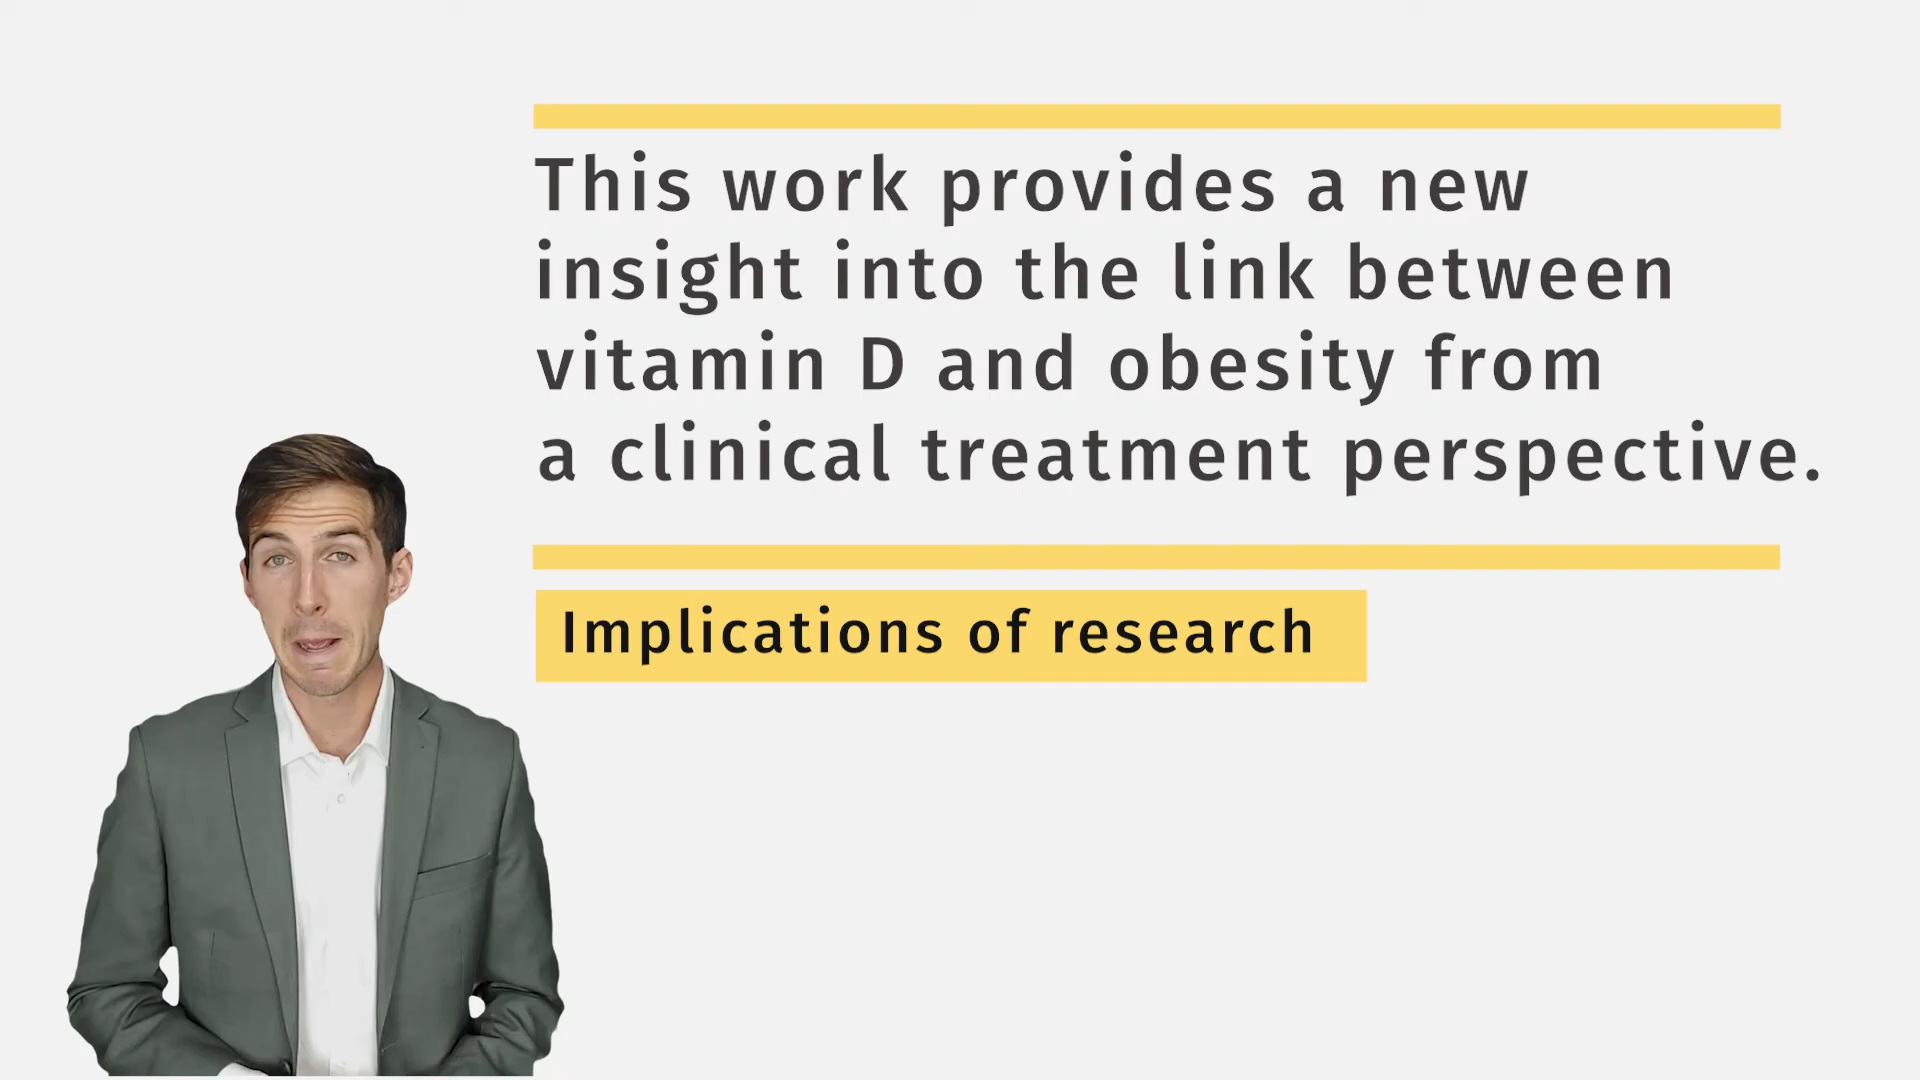 This work provides a new
insight into the link between
vitamin D and obesity from
a clinical treatment perspective.
Implications of research